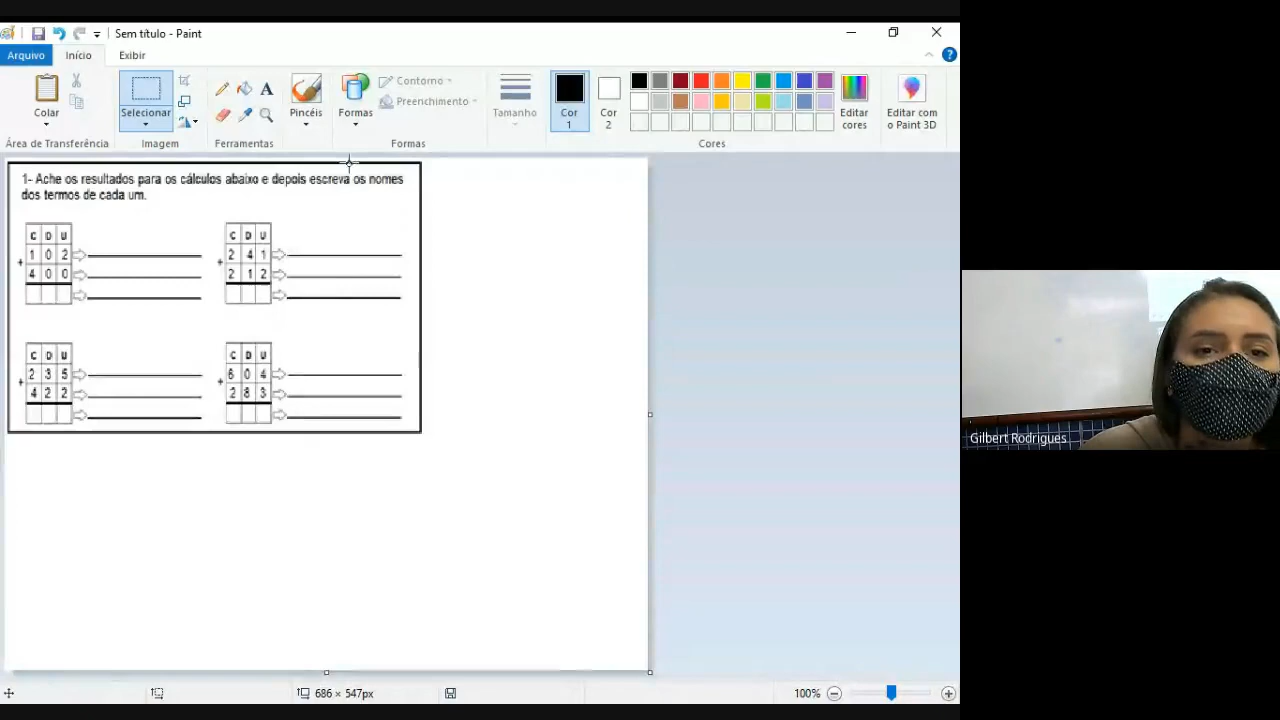 Sem título - Paint
Arquivo
Início
Exibir
Colar
Selecionar
Pincéis
Formas
Contorno
Preenchimento
Tamanho
Cor 1
Cor 2
Editar cores
Editar com o Paint 3D
Área de Transferência
Imagem
Ferramentas
Formas
Cores
1- Ache os resultados para os cálculos abaixo e depois escreva os nomes
dos termos de cada um.
C D U
1 0 2
+
4 0 0
C D U
2 4 1
+
2 1 2
C D U
2 3 5
+
4 2 2
C D U
6 0 4
+
2 8 3
Gilbert Rodrigues
686 × 547px
100%